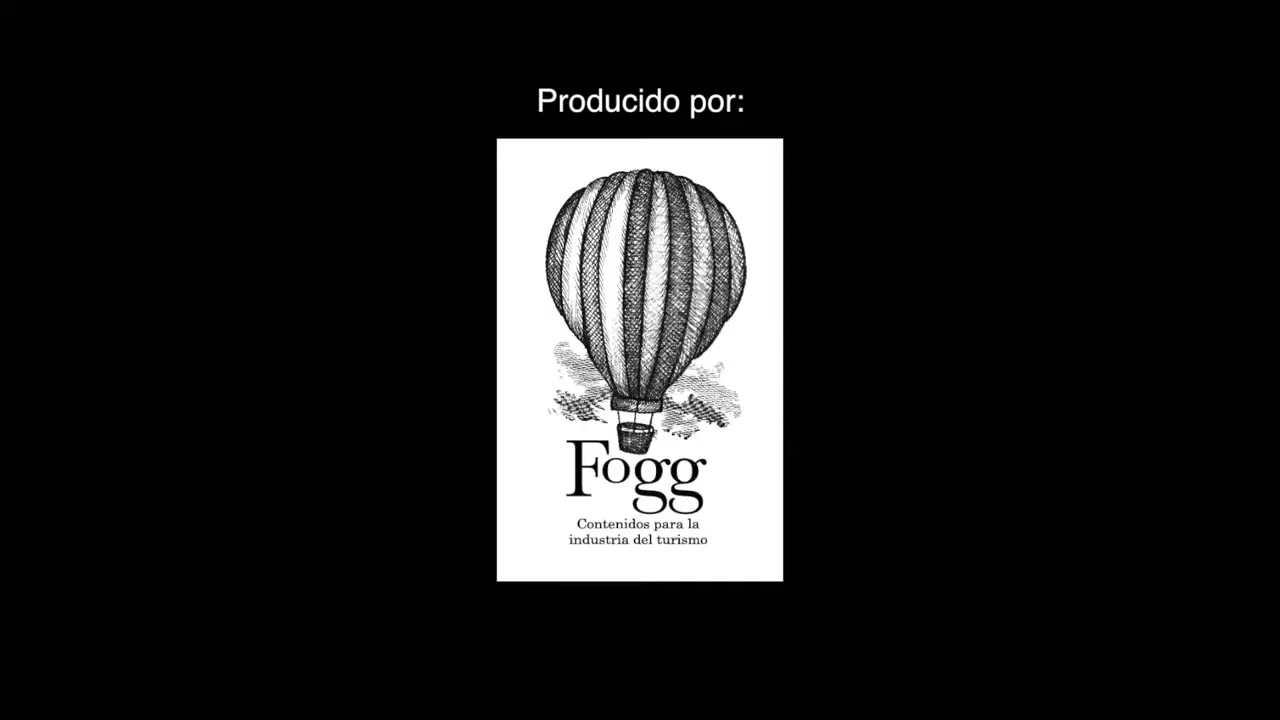 Producido por:
Fogg
Contenidos para la
industria del turismo